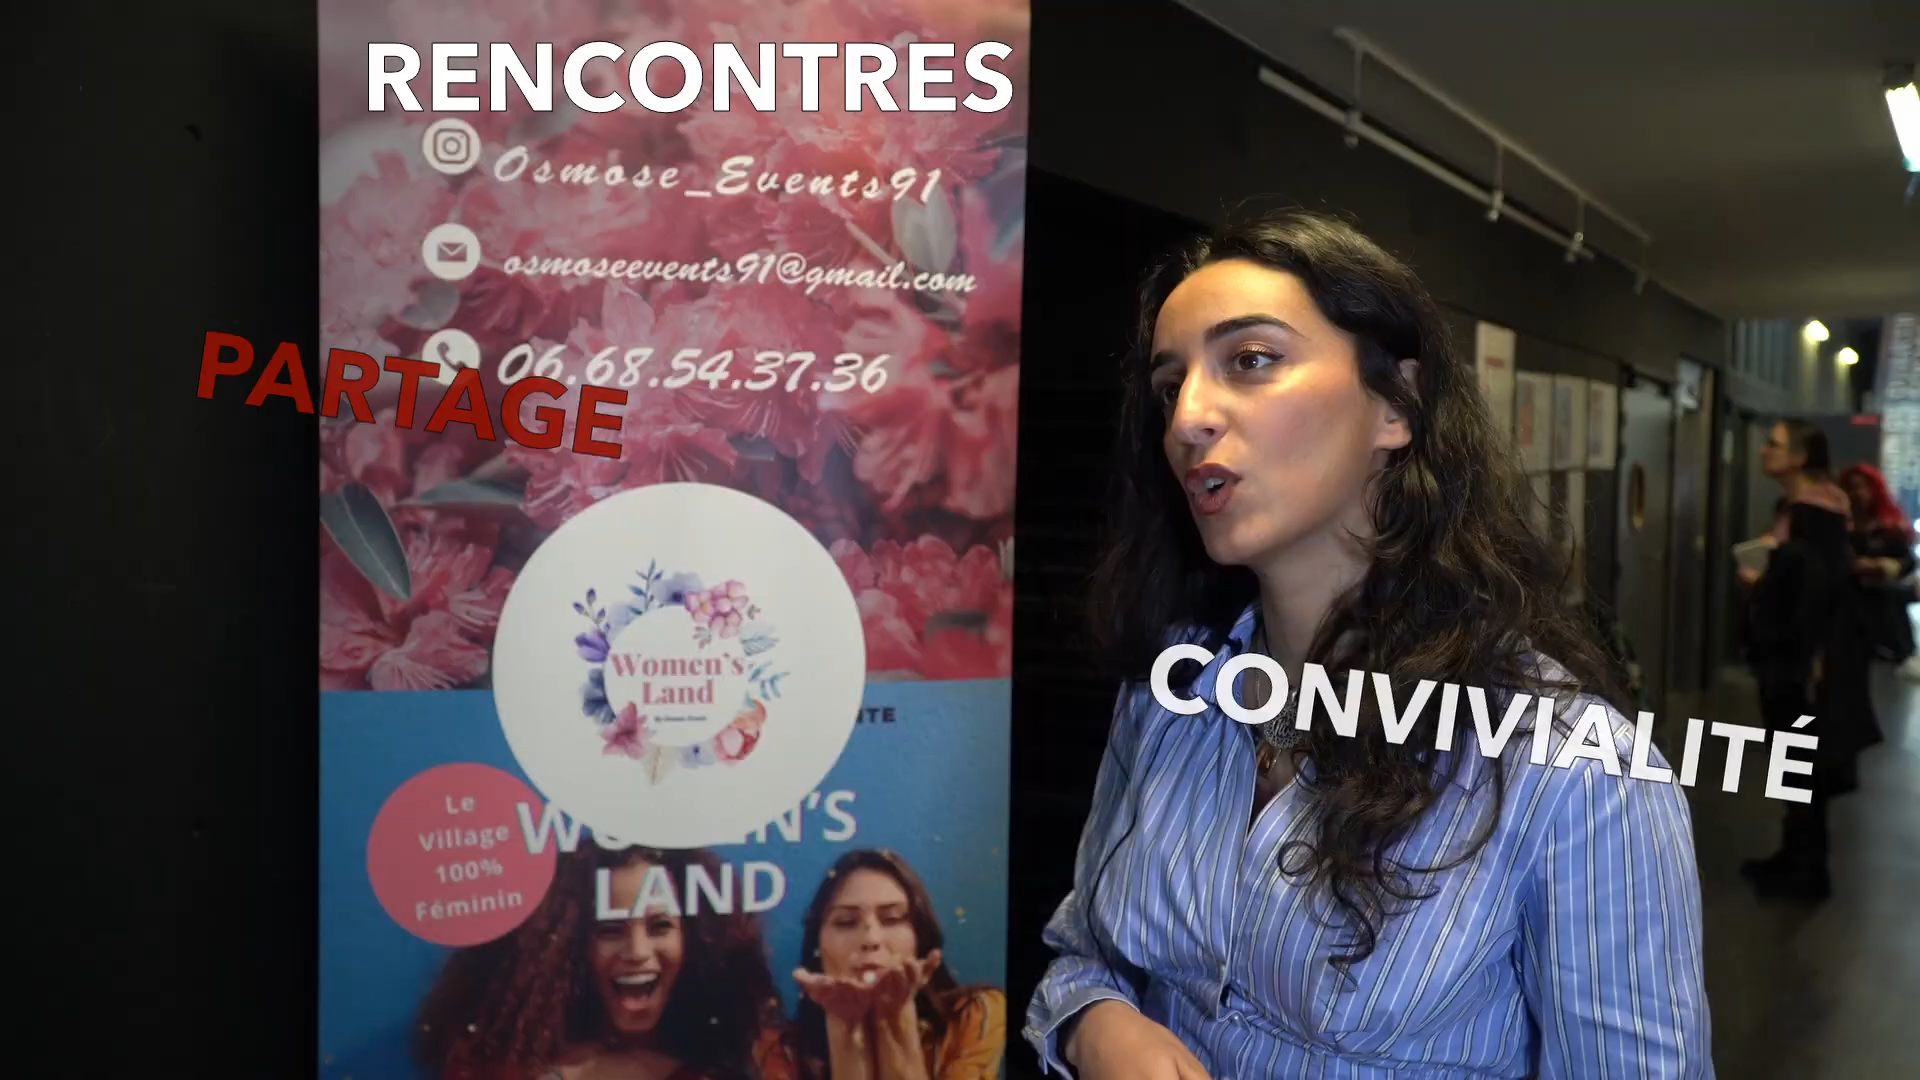 RENCONTRES
Osmose_Events91
osmoseevents91@gmail.com
06.68.54.37.36
PARTAGE
Women's
Land
CONVIVIALITÉ
Le
Village
100%
Féminin
WOMEN'S
LAND